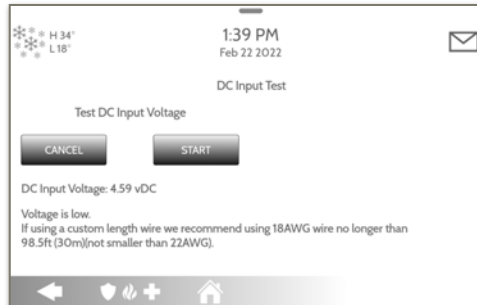 H 34°
L 18°
1:39 PM
Feb 22 2022
DC Input Test
Test DC Input Voltage
CANCEL
START
DC Input Voltage: 4.59 vDC
Voltage is low.
If using a custom length wire we recommend using 18AWG wire no longer than
98.5ft (30m)(not smaller than 22AWG).